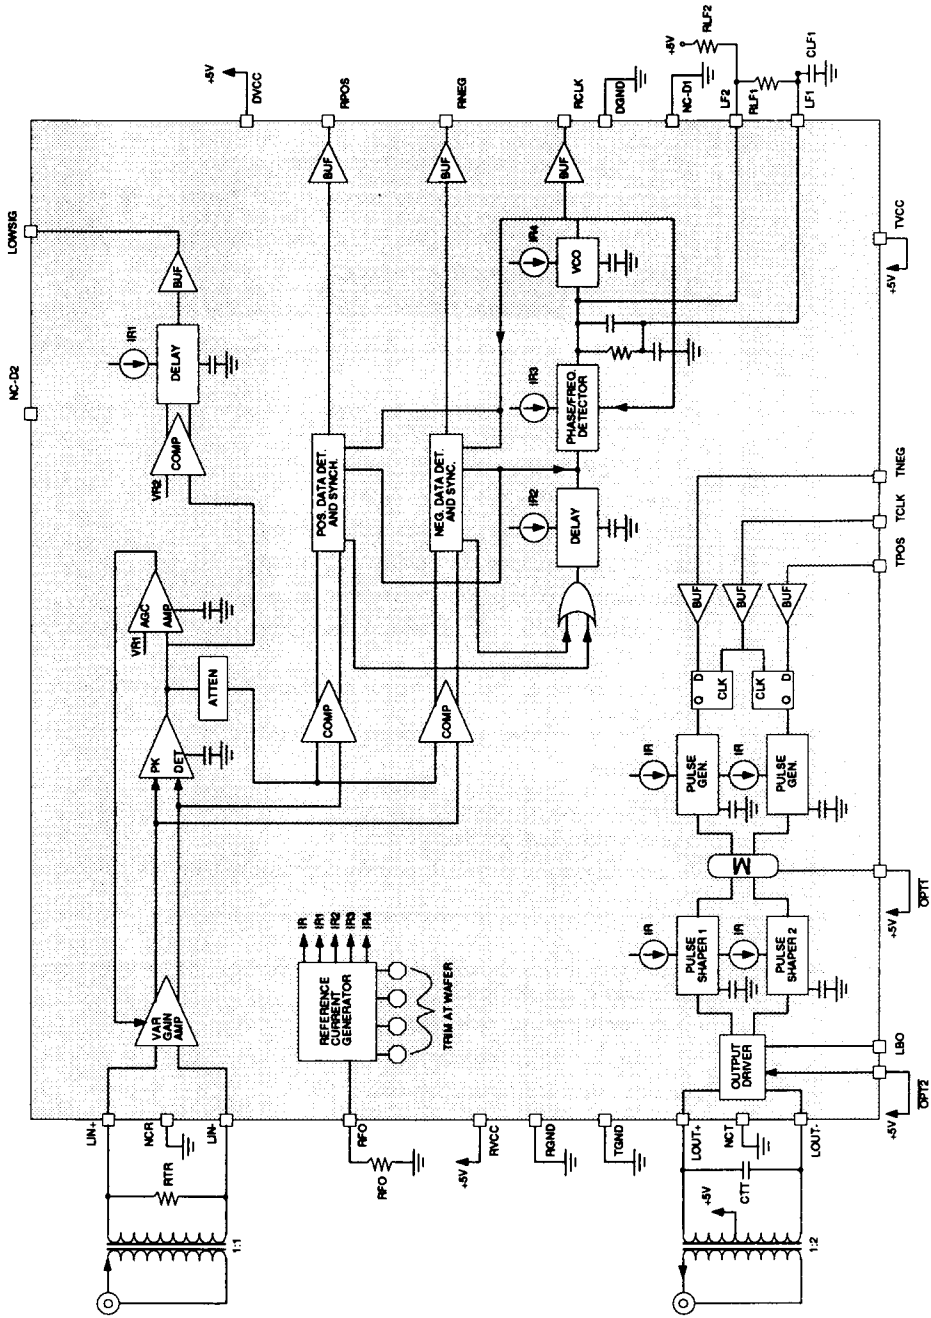 LIN+
NCR
LIN-
RTR
1:1
VAR
GAIN
AMP
PK
DET
VR1
AGC
AMP
ATTEN
VR2
COMP
IR1
DELAY
BUF
LOWSIG
NC-D2
+5V
DVCC
COMP
COMP
POS. DATA DET.
AND SYNCH.
NEG. DATA DET.
AND SYNC.
BUF
RPOS
BUF
RNEG
IR2
DELAY
IR3
PHASE/FREQ.
DETECTOR
IR4
VCO
BUF
RCLK
DGND
NC-D1
+5V
RLF2
LF2
RLF1
LF1
CLF1
RFO
RFO
REFERENCE
CURRENT
GENERATOR
IR
IR1
IR2
IR3
IR4
TRIM AT WAFER
+5V
RVCC
RGND
TGND
LOUT+
NCT
LOUT-
+5V
CTT
1:2
OUTPUT
DRIVER
IR
PULSE
SHAPER 1
IR
PULSE
SHAPER 2
M
IR
PULSE
GEN.
IR
PULSE
GEN.
Q
D
CLK
CLK
Q
D
BUF
BUF
BUF
+5V
OPT2
LBO
+5V
OPT1
TPOS
TCLK
TNEG
+5V
TVCC